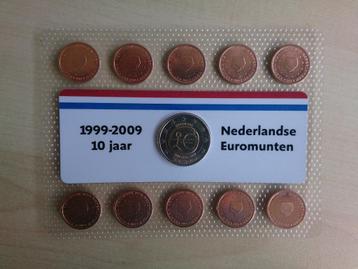 1999-2009
10 jaar
Nederlandse
Euromunten